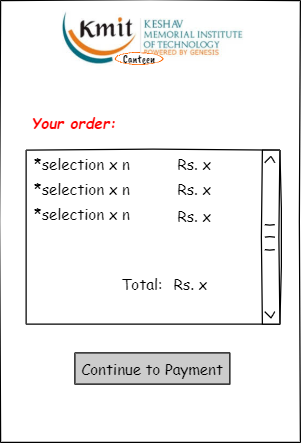 Kmit
KESHAV
MEMORIAL INSTITUTE
OF TECHNOLOGY
POWERED BY GENESIS
Canteen
Your order:
*selection x n Rs. x
*selection x n Rs. x
*selection x n Rs. x
Total: Rs. x
Continue to Payment